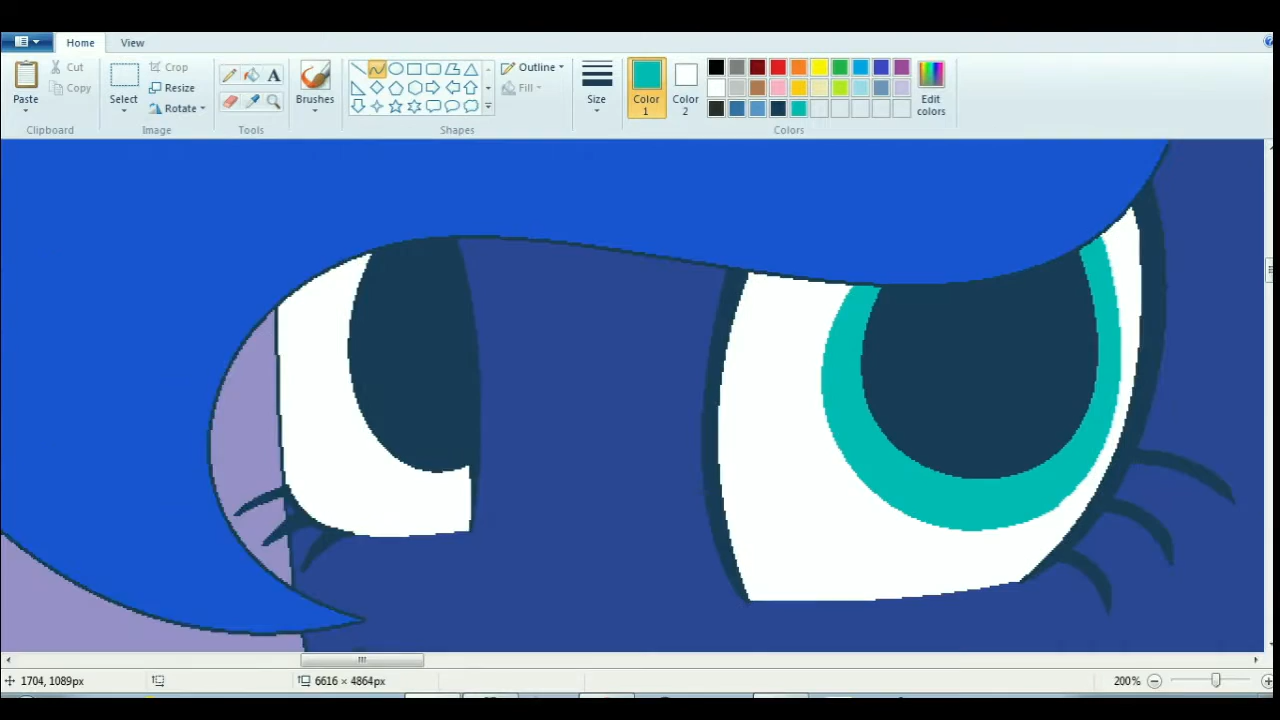 Home View
Paste
Cut
Copy
Clipboard
Select
Crop
Resize
Rotate
Image
A
Tools
Brushes
Shapes
Outline
Fill
Size
Color 1
Color 2
Colors
Edit colors
1704, 1089px
6616 × 4864px
200%